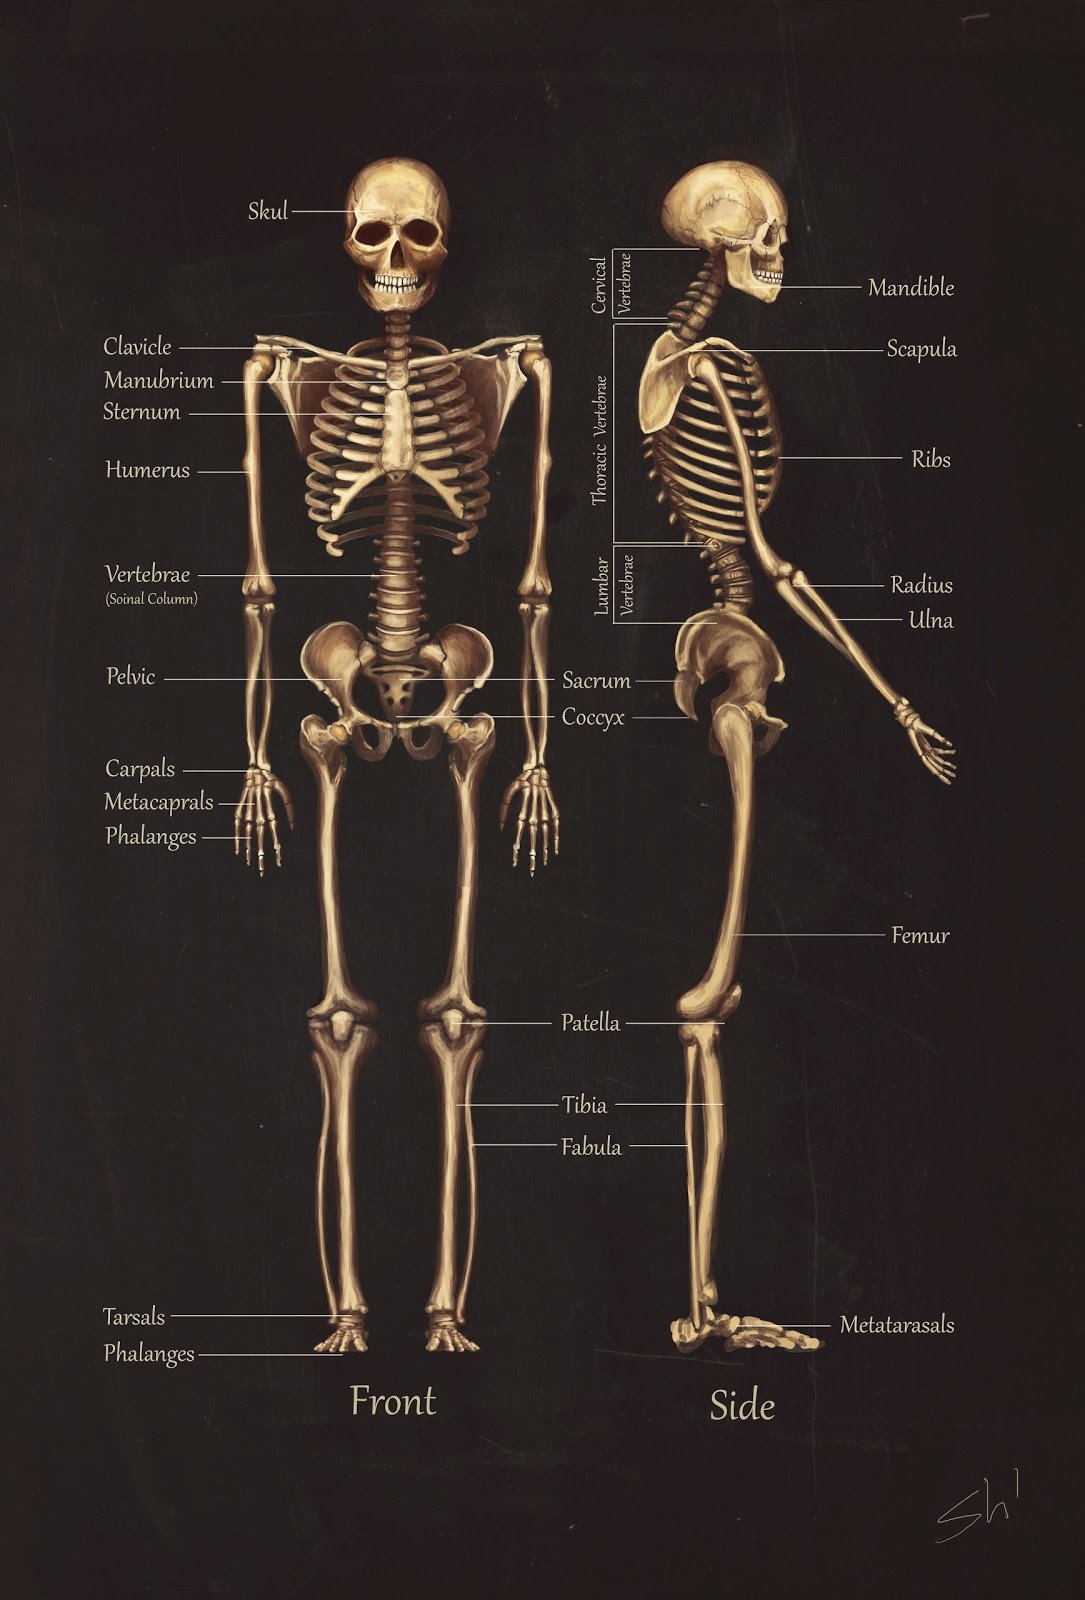 Skul
Clavicle
Manubrium
Sternum
Humerus
Vertebrae
(Soinal Column)
Pelvic
Carpals
Metacaprals
Phalanges
Tarsals
Phalanges
Front
Cervical
Vertebrae
Thoracic Vertebrae
Lumbar
Vertebrae
Sacrum
Coccyx
Patella
Tibia
Fabula
Mandible
Scapula
Ribs
Radius
Ulna
Femur
Metatarasals
Side
Sh'